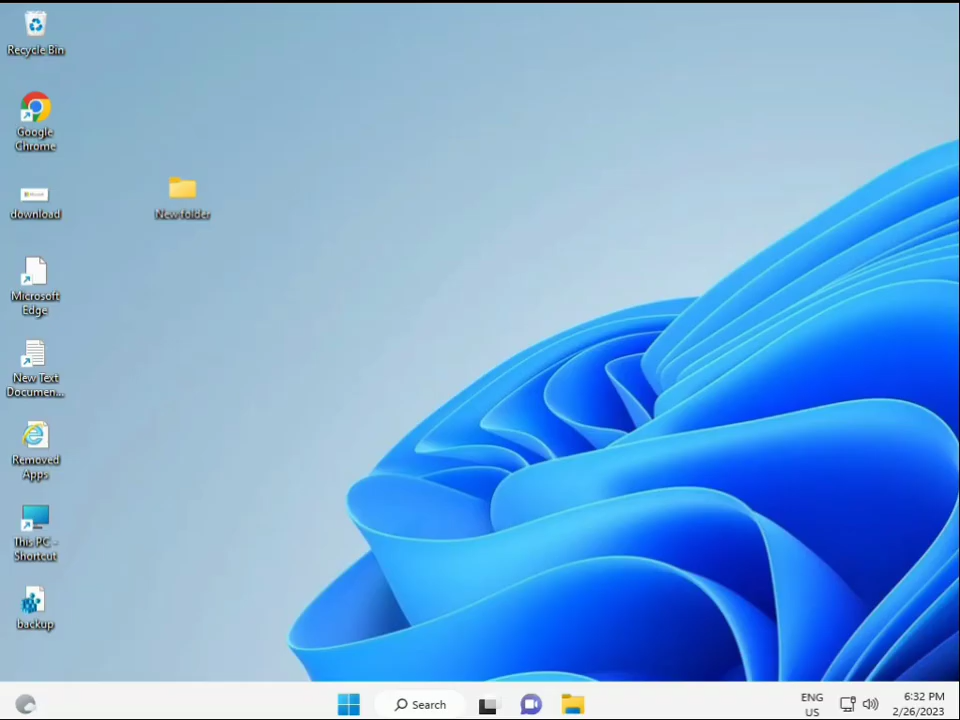 Recycle Bin
Google
Chrome
download
New folder
Microsoft
Edge
New Text
Documen...
Removed
Apps
This PC -
Shortcut
backup
Search
ENG
US
6:32 PM
2/26/2023